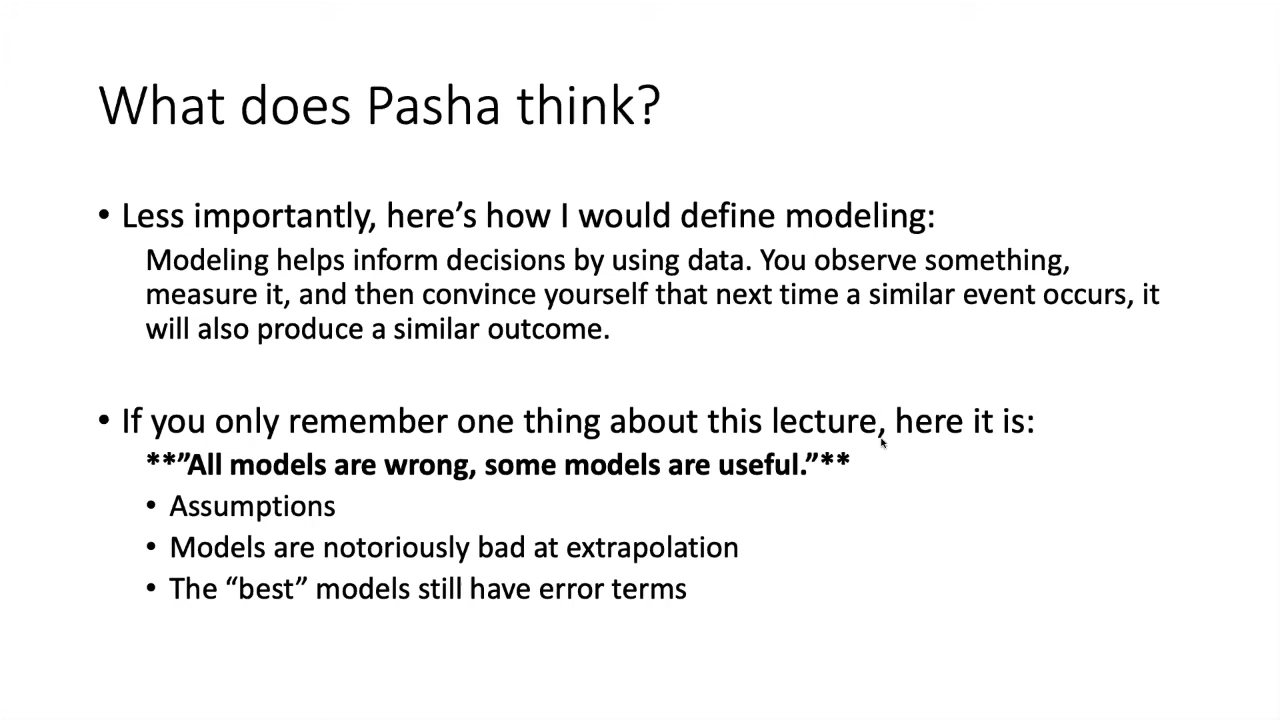 What does Pasha think?
• Less importantly, here’s how I would define modeling:
Modeling helps inform decisions by using data. You observe something,
measure it, and then convince yourself that next time a similar event occurs, it
will also produce a similar outcome.
• If you only remember one thing about this lecture, here it is:
**”All models are wrong, some models are useful.”**
• Assumptions
• Models are notoriously bad at extrapolation
• The “best” models still have error terms